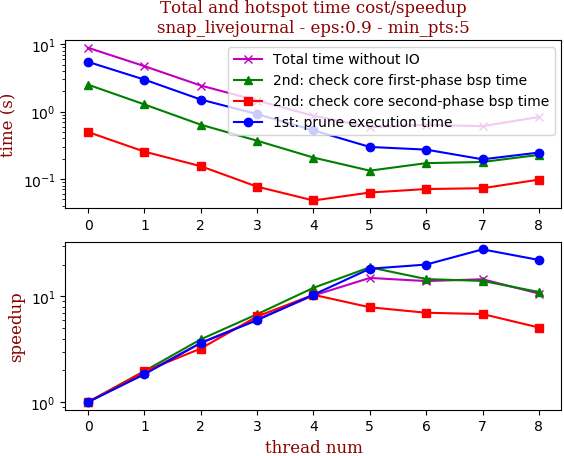 Total and hotspot time cost/speedup
snap_livejournal - eps:0.9 - min_pts:5
time (s)
10¹
10⁰
10⁻¹
Total time without IO
2nd: check core first-phase bsp time
2nd: check core second-phase bsp time
1st: prune execution time
0 1 2 3 4 5 6 7 8
speedup
10¹
10⁰
0 1 2 3 4 5 6 7 8
thread num